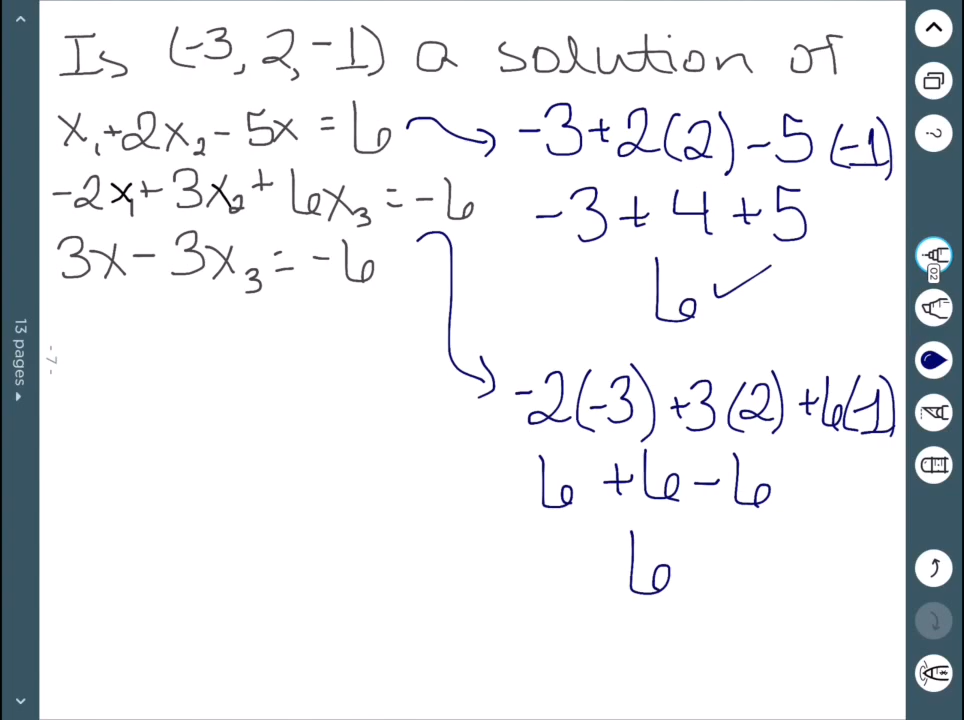 Is (-3, 2, -1) a solution of
x₁ + 2x₂ - 5x = 6
-2x₁ + 3x₂ + 6x₃ = -6
3x - 3x₃ = -6
-3 + 2(2) - 5(-1)
-3 + 4 + 5
6 ✓
-2(-3) + 3(2) + 6(-1)
6 + 6 - 6
6
13 pages
- 7 -
?
02